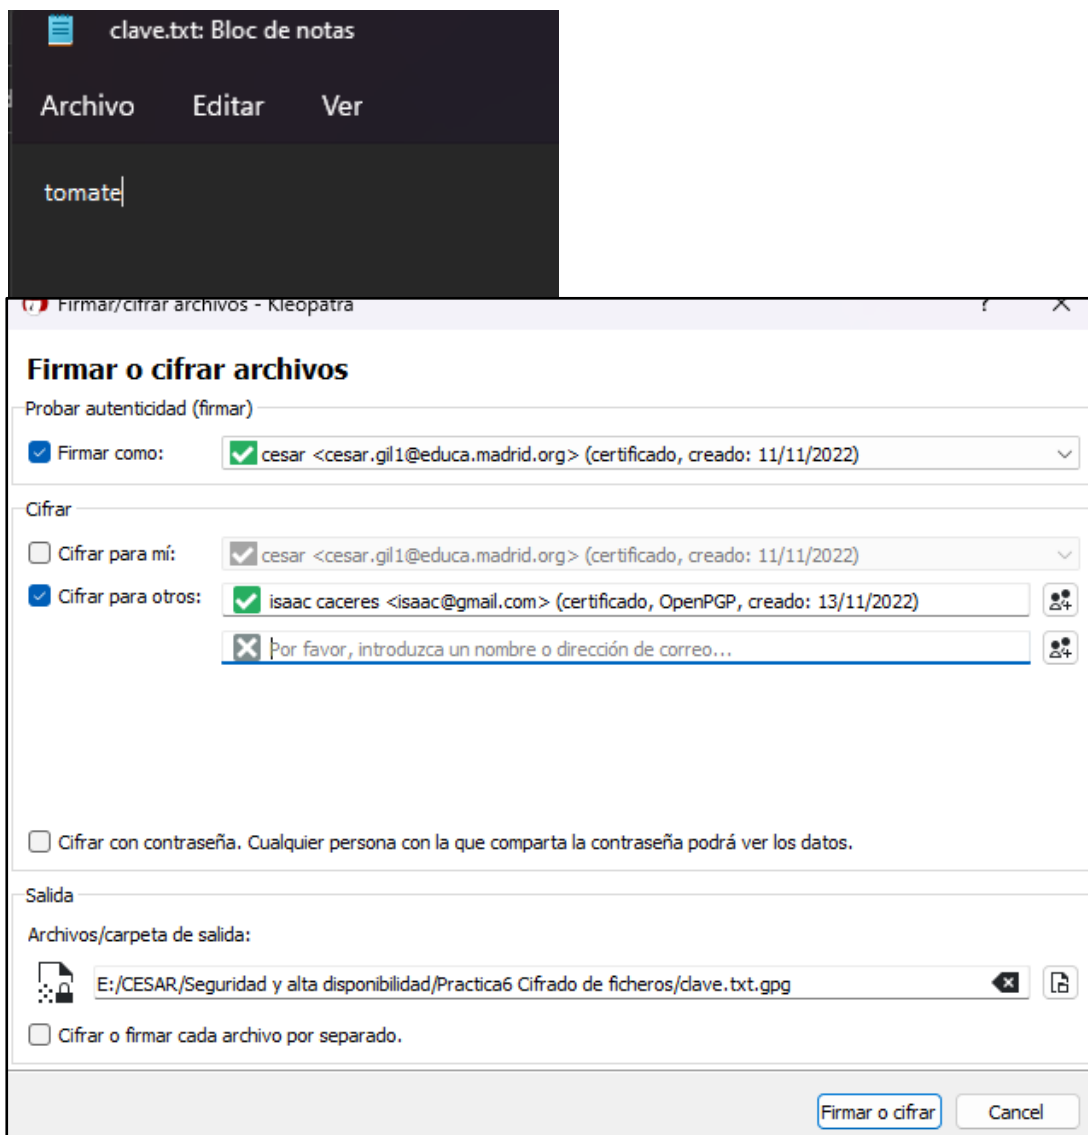 clave.txt: Bloc de notas
Archivo Editar Ver
tomate
Firmar/cifrar archivos - Kleopatra ? X
Firmar o cifrar archivos
Probar autenticidad (firmar)
Firmar como: cesar <cesar.gil1@educa.madrid.org> (certificado, creado: 11/11/2022)
Cifrar
Cifrar para mí: cesar <cesar.gil1@educa.madrid.org> (certificado, creado: 11/11/2022)
Cifrar para otros: isaac caceres <isaac@gmail.com> (certificado, OpenPGP, creado: 13/11/2022)
Por favor, introduzca un nombre o dirección de correo...
Cifrar con contraseña. Cualquier persona con la que comparta la contraseña podrá ver los datos.
Salida
Archivos/carpeta de salida:
E:/CESAR/Seguridad y alta disponibilidad/Practica6 Cifrado de ficheros/clave.txt.gpg
Cifrar o firmar cada archivo por separado.
Firmar o cifrar Cancel